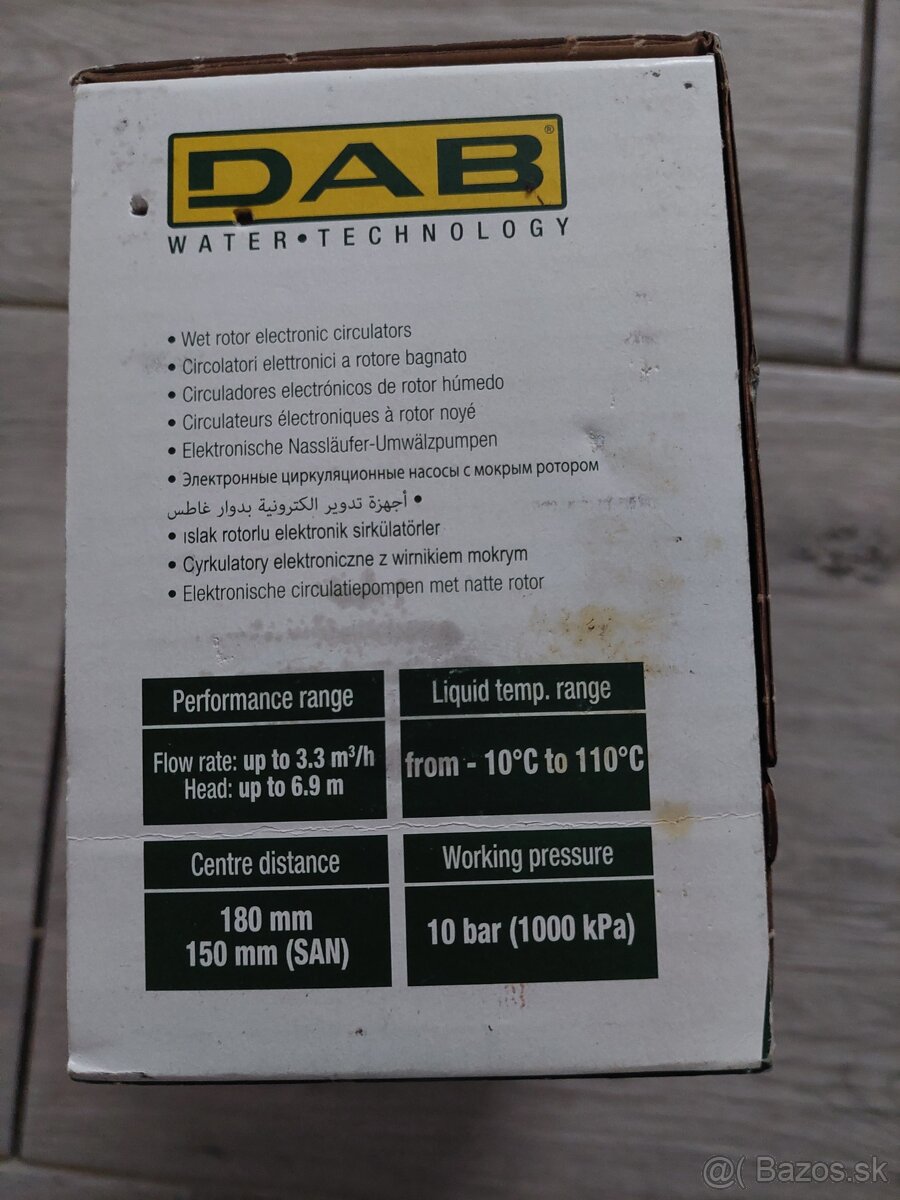 DAB®
WATER•TECHNOLOGY
• Wet rotor electronic circulators
• Circolatori elettronici a rotore bagnato
• Circuladores electrónicos de rotor húmedo
• Circulateurs électroniques à rotor noyé
• Elektronische Nassläufer-Umwälzpumpen
• Электронные циркуляционные насосы с мокрым ротором
• أجهزة تدوير الكترونية بدوار غاطس
• ıslak rotorlu elektronik sirkülatörler
• Cyrkulatory elektroniczne z wirnikiem mokrym
• Elektronische circulatiepompen met natte rotor
Performance range
Flow rate: up to 3.3 m³/h
Head: up to 6.9 m
Liquid temp. range
from - 10°C to 110°C
Centre distance
180 mm
150 mm (SAN)
Working pressure
10 bar (1000 kPa)
@( Bazos.sk